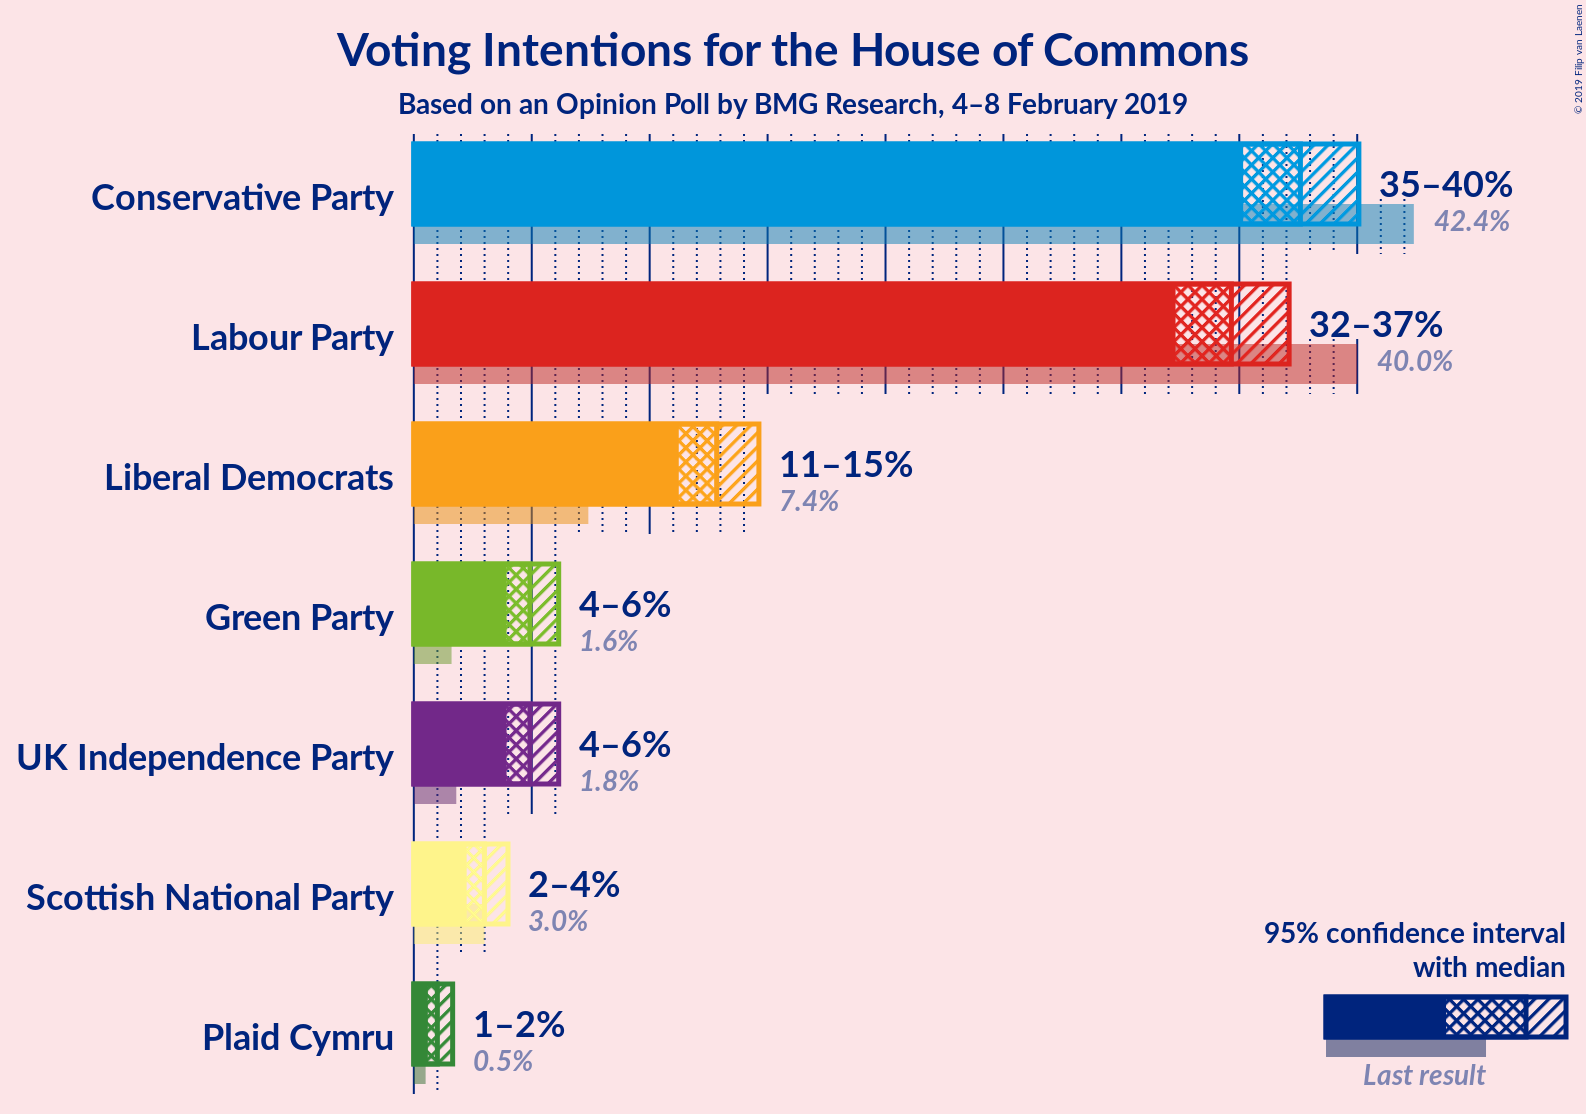 Voting Intentions for the House of Commons
Based on an Opinion Poll by BMG Research, 4–8 February 2019
© 2019 Filip van Laenen
Conservative Party
35–40%
42.4%
Labour Party
32–37%
40.0%
Liberal Democrats
11–15%
7.4%
Green Party
4–6%
1.6%
UK Independence Party
4–6%
1.8%
Scottish National Party
2–4%
3.0%
Plaid Cymru
1–2%
0.5%
95% confidence interval
with median
Last result